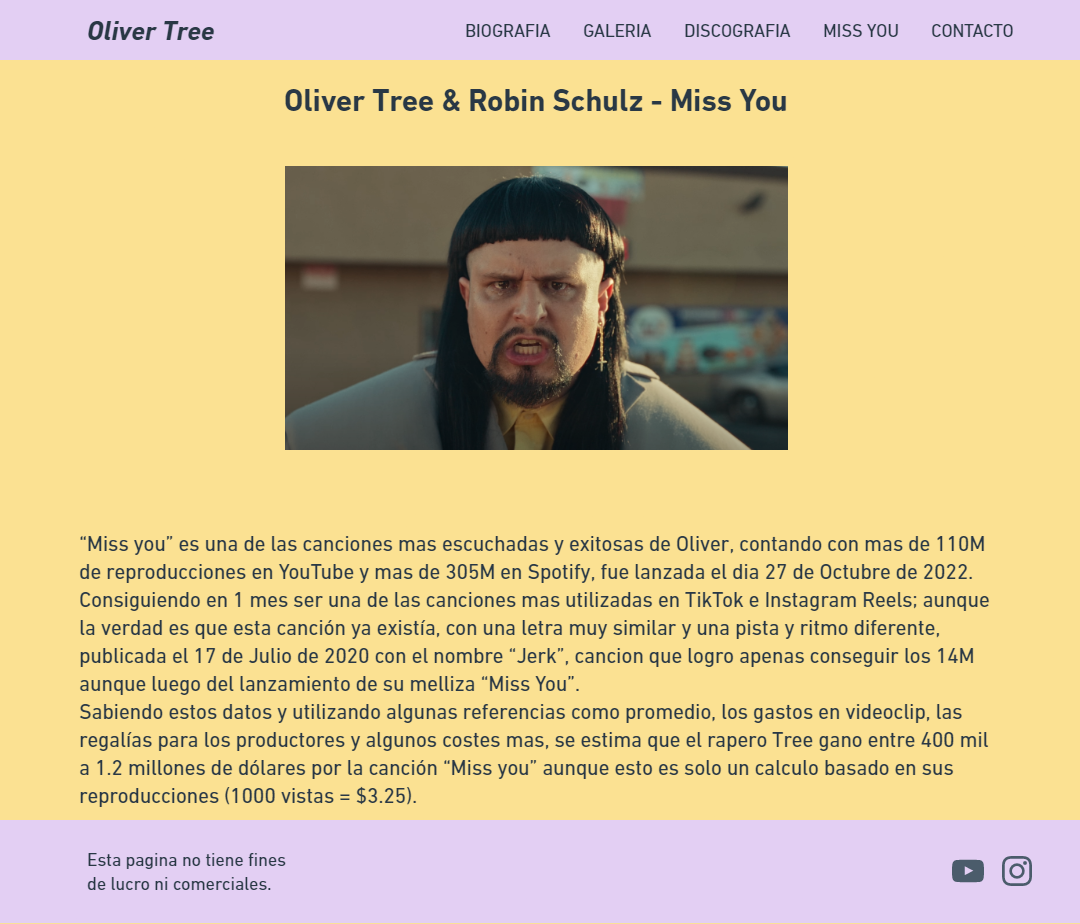 Oliver Tree
BIOGRAFIA GALERIA DISCOGRAFIA MISS YOU CONTACTO
Oliver Tree & Robin Schulz - Miss You
“Miss you” es una de las canciones mas escuchadas y exitosas de Oliver, contando con mas de 110M
de reproducciones en YouTube y mas de 305M en Spotify, fue lanzada el dia 27 de Octubre de 2022.
Consiguiendo en 1 mes ser una de las canciones mas utilizadas en TikTok e Instagram Reels; aunque
la verdad es que esta canción ya existía, con una letra muy similar y una pista y ritmo diferente,
publicada el 17 de Julio de 2020 con el nombre “Jerk”, cancion que logro apenas conseguir los 14M
aunque luego del lanzamiento de su melliza “Miss You”.
Sabiendo estos datos y utilizando algunas referencias como promedio, los gastos en videoclip, las
regalías para los productores y algunos costes mas, se estima que el rapero Tree gano entre 400 mil
a 1.2 millones de dólares por la canción “Miss you” aunque esto es solo un calculo basado en sus
reproducciones (1000 vistas = $3.25).
Esta pagina no tiene fines
de lucro ni comerciales.